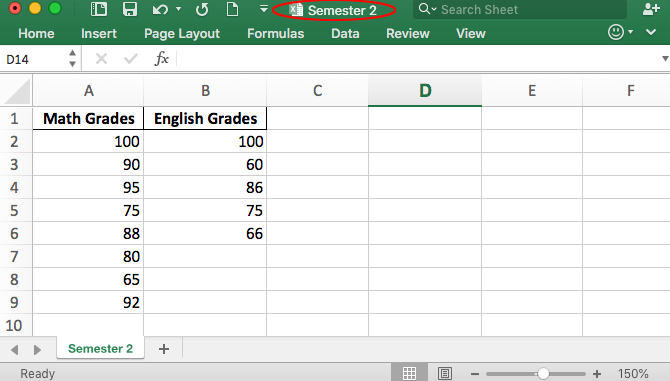 Semester 2 Search Sheet
Home Insert Page Layout Formulas Data Review View
D14 fx
A B C D E F
1 Math Grades English Grades
2 100 100
3 90 60
4 95 86
5 75 75
6 88 66
7 80
8 65
9 92
10
Semester 2 +
Ready − + 150%